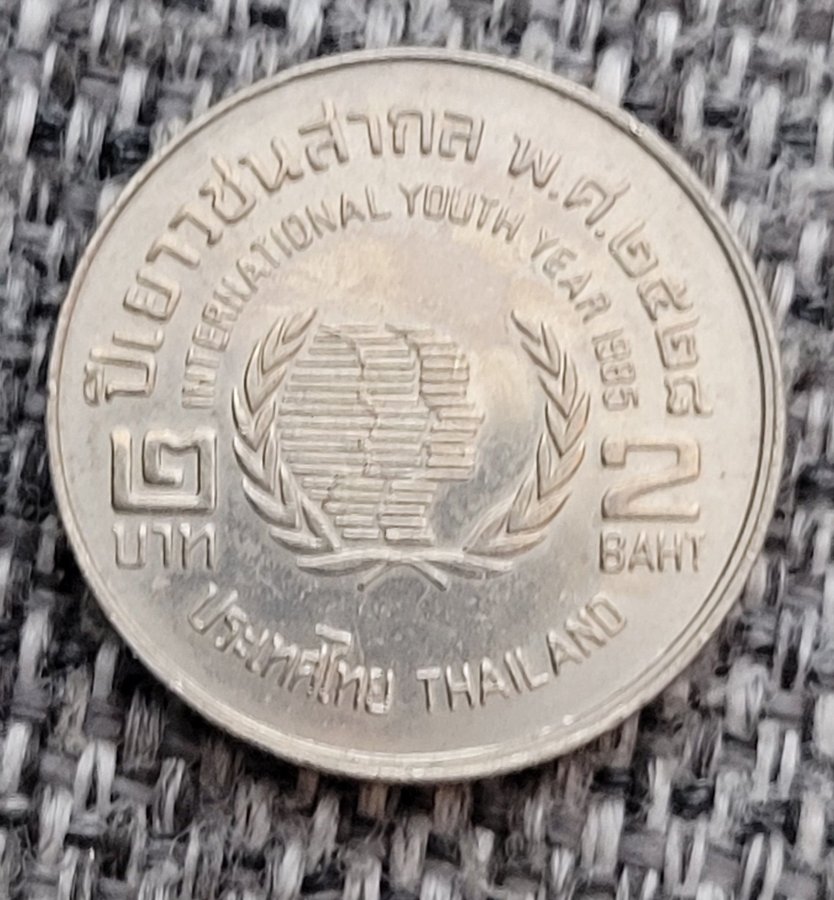 ปีเยาวชนสากล พ.ศ.๒๕๒๘
INTERNATIONAL YOUTH YEAR 1985
๒ 2
บาท BAHT
ประเทศไทย THAILAND